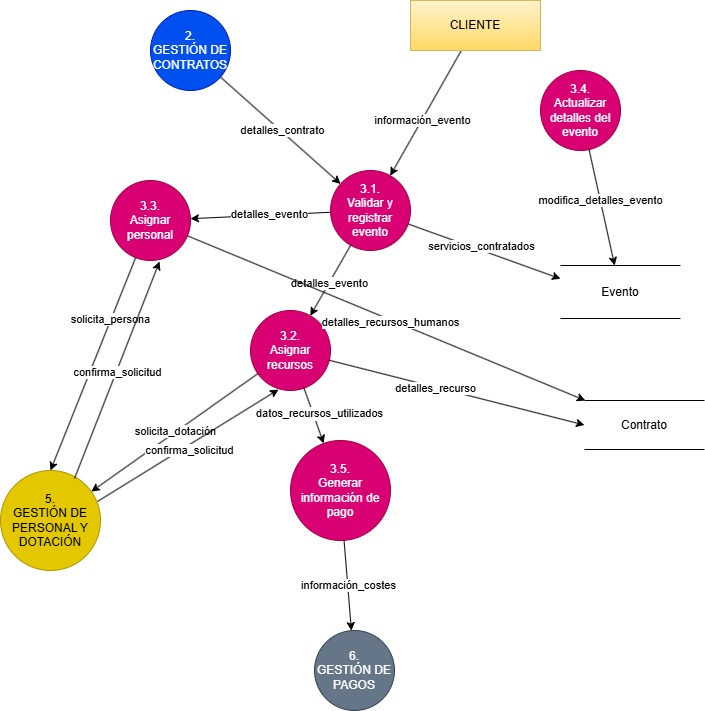 2.
GESTIÓN DE
CONTRATOS
CLIENTE
3.4.
Actualizar
detalles del
evento
detalles_contrato
información_evento
3.1.
Validar y
registrar
evento
3.3.
Asignar
personal
detalles_evento
modifica_detalles_evento
servicios_contratados
Evento
detalles_evento
solicita_persona
detalles_recursos_humanos
3.2.
Asignar
recursos
confirma_solicitud
detalles_recurso
datos_recursos_utilizados
Contrato
solicita_dotación
confirma_solicitud
3.5.
Generar
información de
pago
5.
GESTIÓN DE
PERSONAL Y
DOTACIÓN
información_costes
6.
GESTIÓN DE
PAGOS